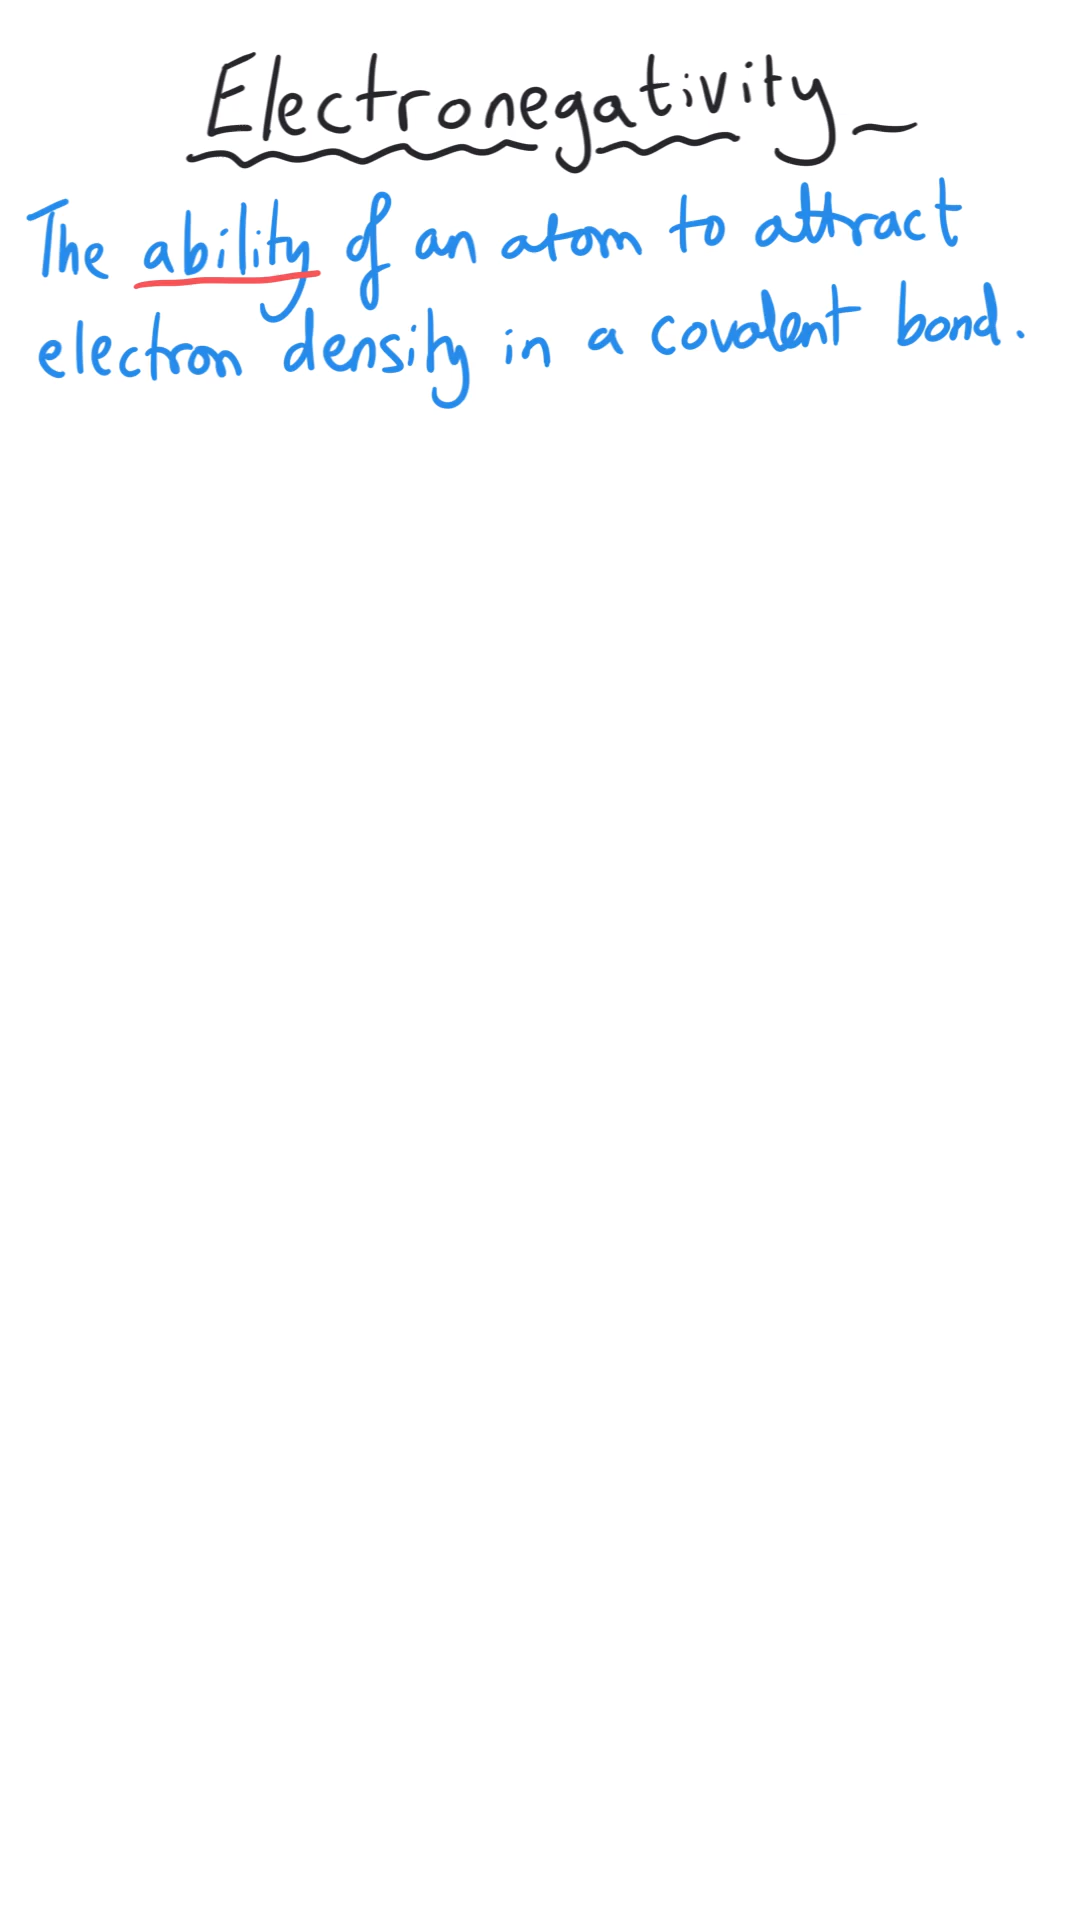 Electronegativity
The ability of an atom to attract
electron density in a covalent bond.